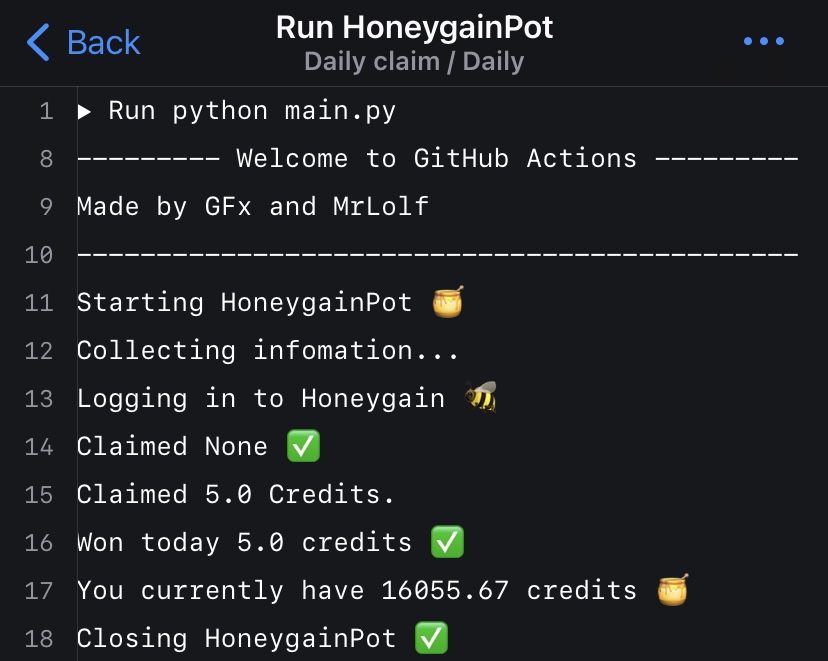 Back
Run HoneygainPot
Daily claim / Daily
1 ▶ Run python main.py
8 --------- Welcome to GitHub Actions ---------
9 Made by GFx and MrLolf
10 ---------------------------------------------
11 Starting HoneygainPot 🍯
12 Collecting infomation...
13 Logging in to Honeygain 🐝
14 Claimed None ✅
15 Claimed 5.0 Credits.
16 Won today 5.0 credits ✅
17 You currently have 16055.67 credits 🍯
18 Closing HoneygainPot ✅